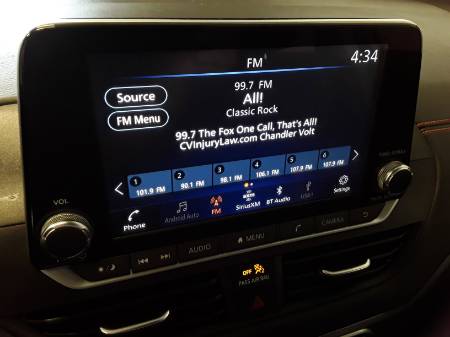 FM
4:34
99.7 FM
Source
All!
Classic Rock
FM Menu
99.7 The Fox One Call, That's All!
CVInjuryLaw.com Chandler Volt
1 2 3 4 5 6
101.9 FM 90.1 FM 98.1 FM 106.1 FM 107.9 FM 107.9 FM
VOL
Phone
Android Auto
FM
SiriusXM
BT Audio
USB1
Settings
AUDIO
MENU
CAMERA
OFF
PASS AIR BAG